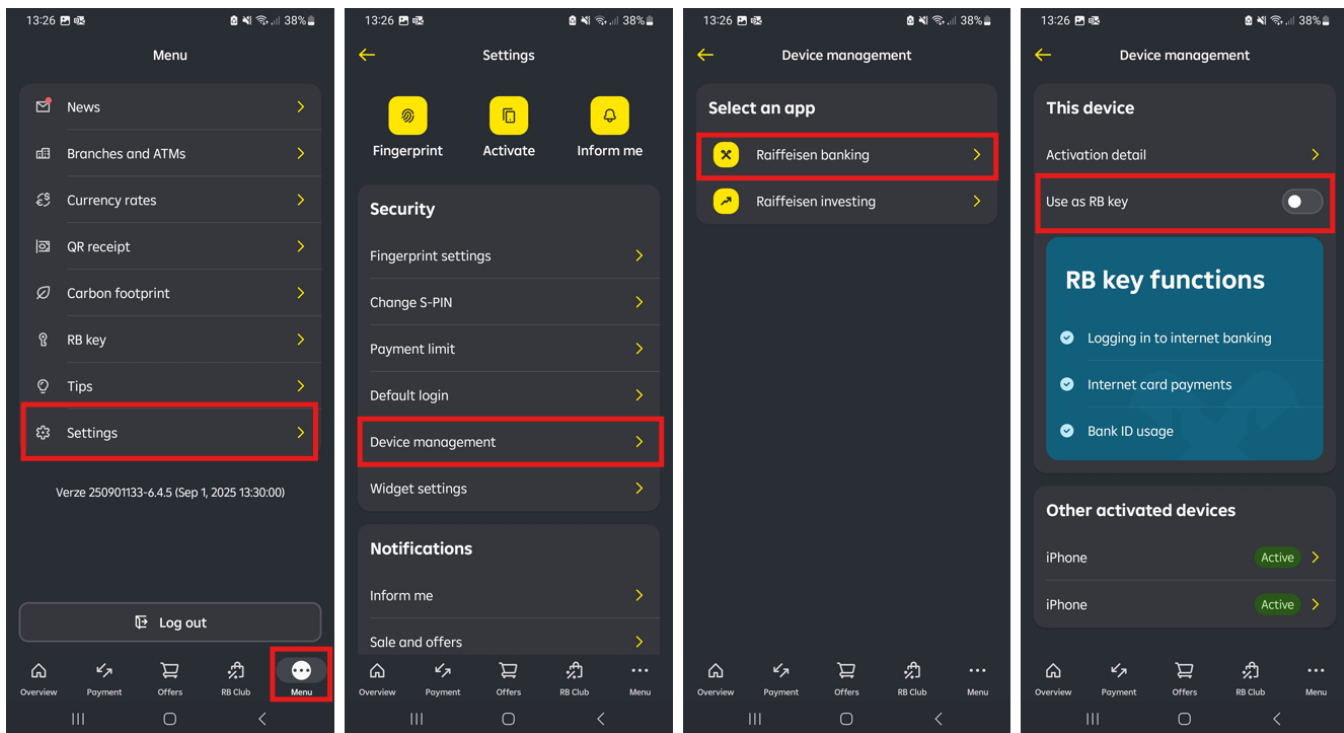 13:26
38%
Menu
News
Branches and ATMs
Currency rates
QR receipt
Carbon footprint
RB key
Tips
Settings
Verze 250901133-6.4.5 (Sep 1, 2025 13:30:00)
Log out
Overview Payment Offers RB Club Menu
13:26
38%
Settings
Fingerprint Activate Inform me
Security
Fingerprint settings
Change S-PIN
Payment limit
Default login
Device management
Widget settings
Notifications
Inform me
Sale and offers
Overview Payment Offers RB Club Menu
13:26
38%
Device management
Select an app
Raiffeisen banking
Raiffeisen investing
Overview Payment Offers RB Club Menu
13:26
38%
Device management
This device
Activation detail
Use as RB key
RB key functions
Logging in to internet banking
Internet card payments
Bank ID usage
Other activated devices
iPhone Active
iPhone Active
Overview Payment Offers RB Club Menu